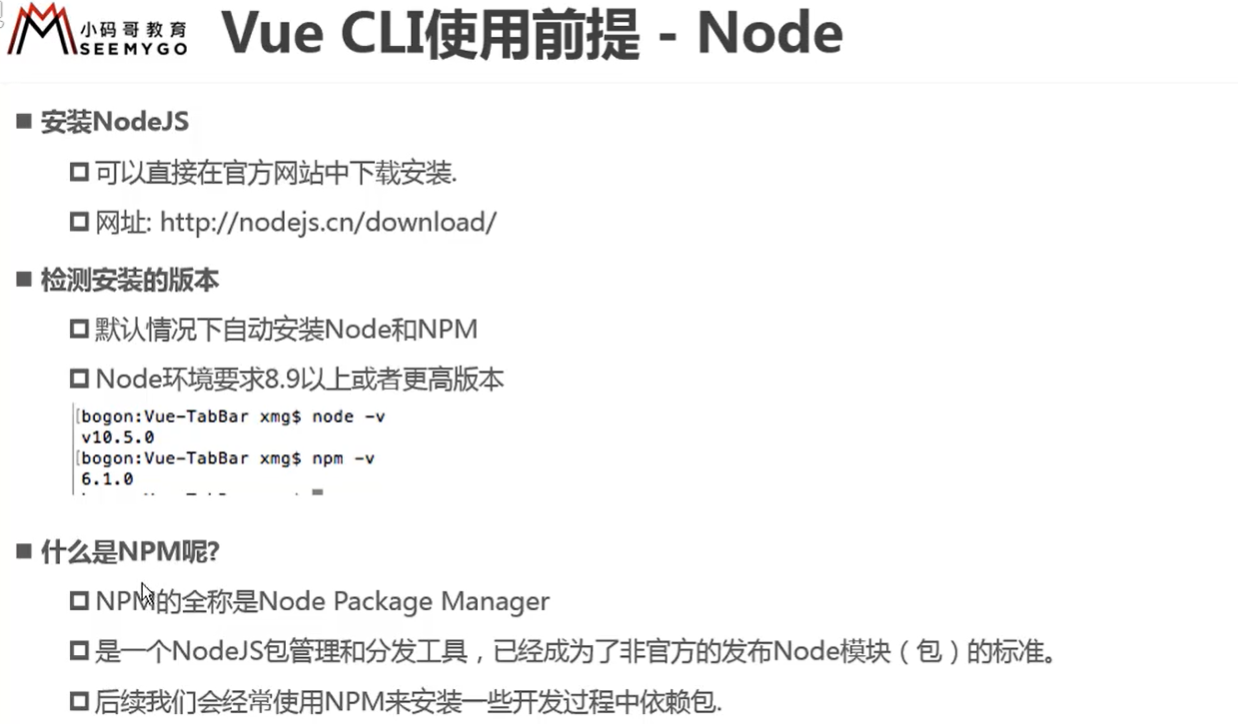 小码哥教育
SEEMYGO
Vue CLI使用前提 - Node
安装NodeJS
可以直接在官方网站中下载安装.
网址: http://nodejs.cn/download/
检测安装的版本
默认情况下自动安装Node和NPM
Node环境要求8.9以上或者更高版本
[bogon:Vue-TabBar xmg$ node -v
v10.5.0
[bogon:Vue-TabBar xmg$ npm -v
6.1.0
什么是NPM呢?
NPM的全称是Node Package Manager
是一个NodeJS包管理和分发工具，已经成为了非官方的发布Node模块（包）的标准。
后续我们会经常使用NPM来安装一些开发过程中依赖包.